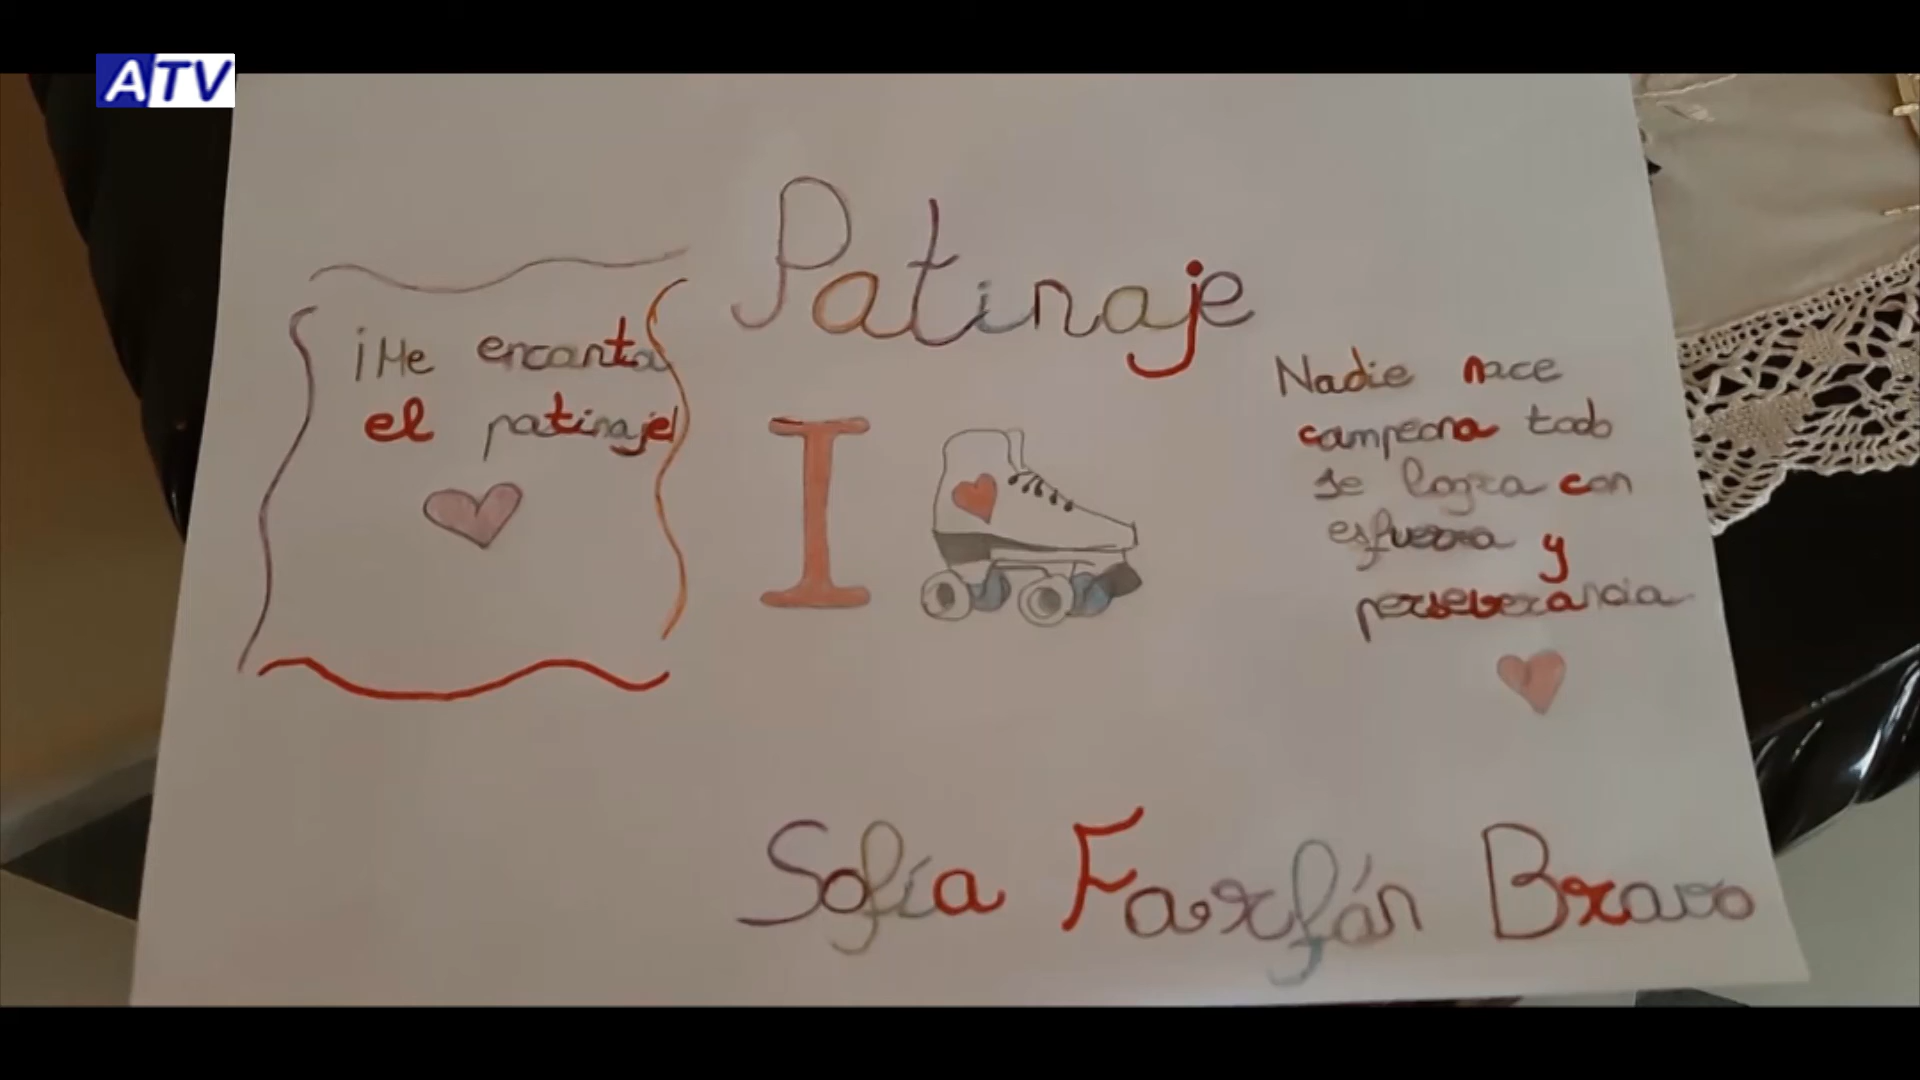 ATV
Patinaje
¡Me encanta
el patinaje!
I
Nadie nace
campeona todo
se logra con
esfuerzo y
perseverancia
Sofía Farfán Bravo